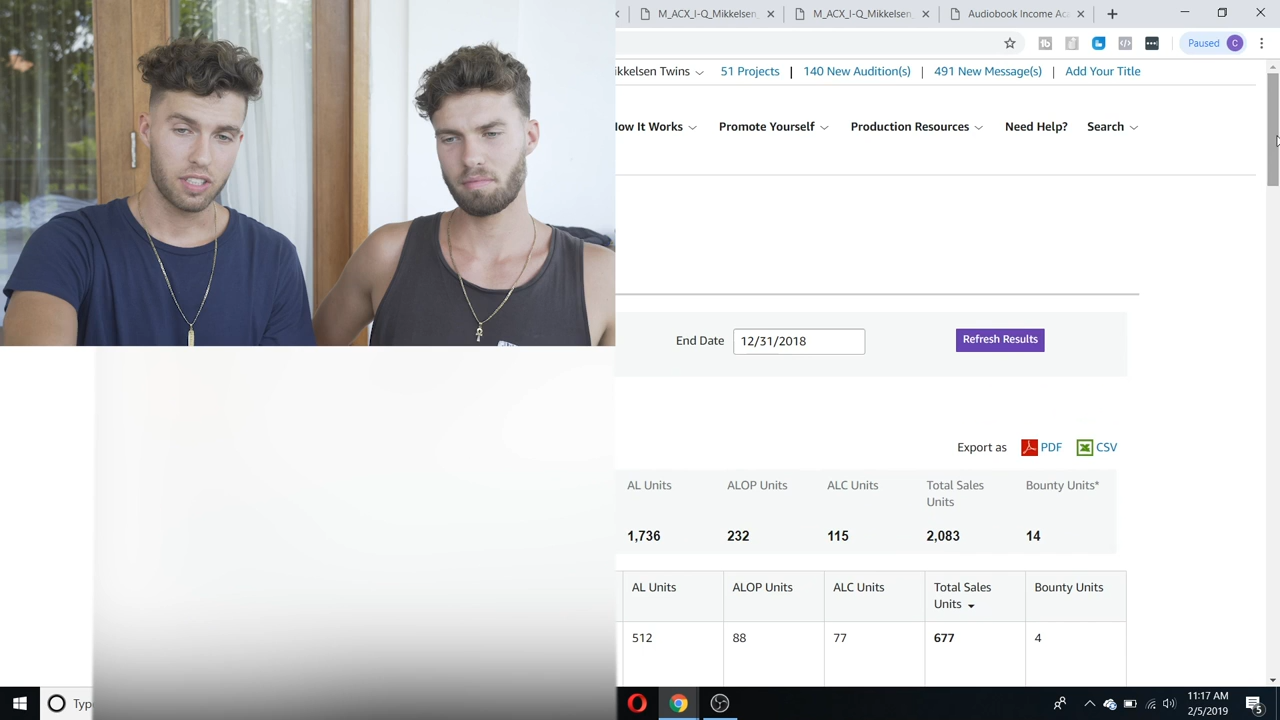 M_ACX_I-Q_Mikkelsen
M_ACX_I-Q_Mikkelsen
Audiobook Income Aca
Paused C
ikkelsen Twins 51 Projects | 140 New Audition(s) | 491 New Message(s) | Add Your Title
How It Works Promote Yourself Production Resources Need Help? Search
End Date 12/31/2018 Refresh Results
Export as PDF CSV
AL Units ALOP Units ALC Units Total Sales Units Bounty Units*
1,736 232 115 2,083 14
AL Units ALOP Units ALC Units Total Sales Units Bounty Units
512 88 77 677 4
Type
11:17 AM
2/5/2019
5